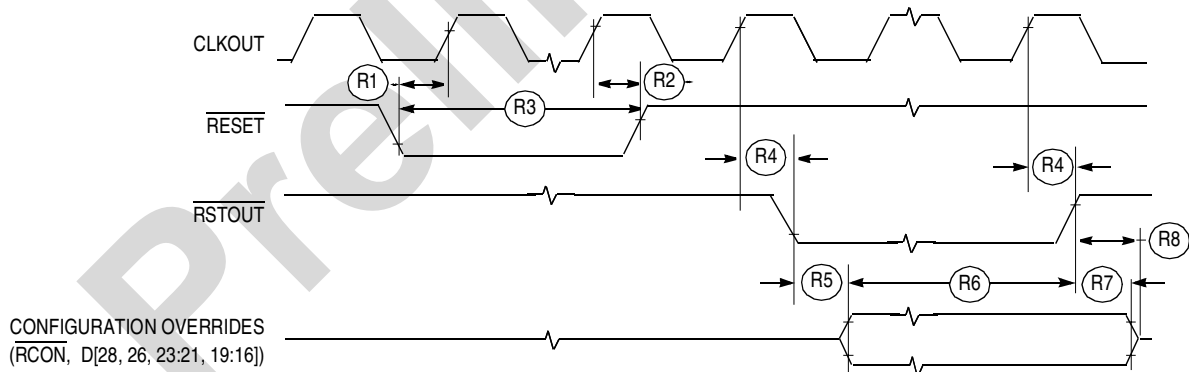 CLKOUT
R1
R2
R3
RESET
R4
R4
RSTOUT
R8
R5
R6
R7
CONFIGURATION OVERRIDES
(RCON, D[28, 26, 23:21, 19:16])
Preli